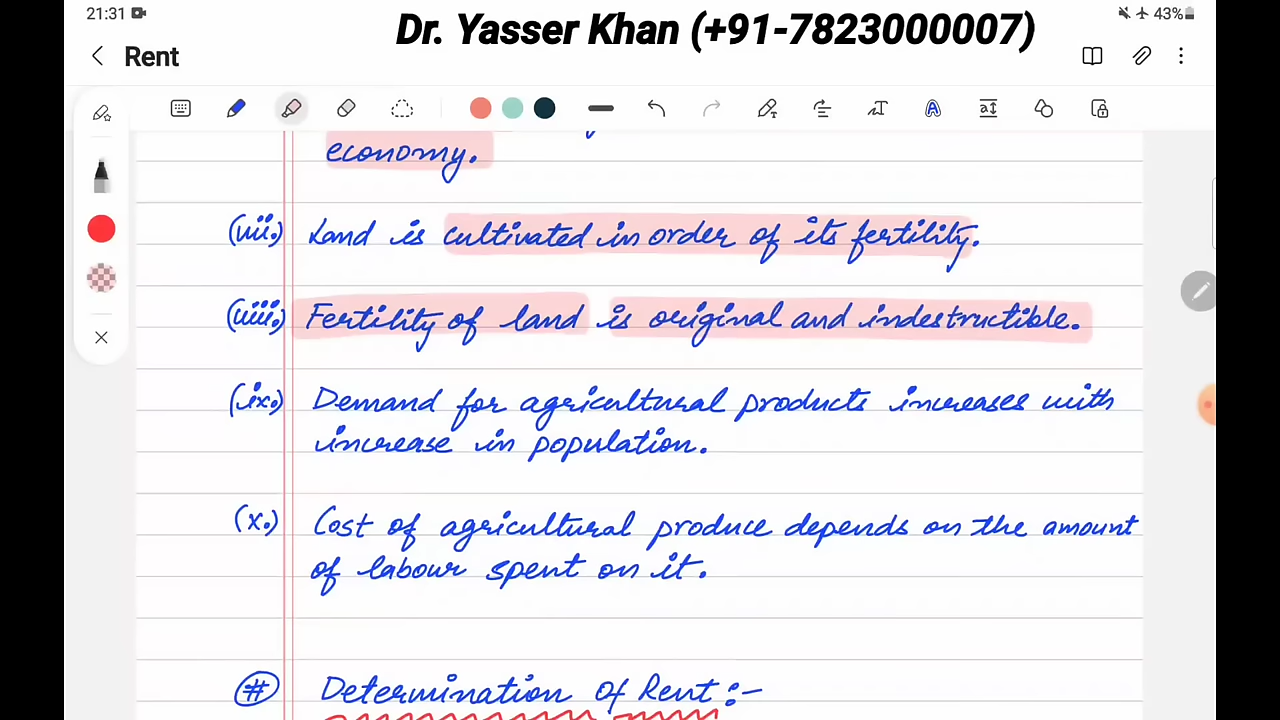 21:31
43%
Dr. Yasser Khan (+91-7823000007)
Rent
economy.
(vii.) Land is cultivated in order of its fertility.
(viii.) Fertility of land is original and indestructible.
(ix.) Demand for agricultural products increases with
increase in population.
(x.) Cost of agricultural produce depends on the amount
of labour spent on it.
# Determination of Rent:-